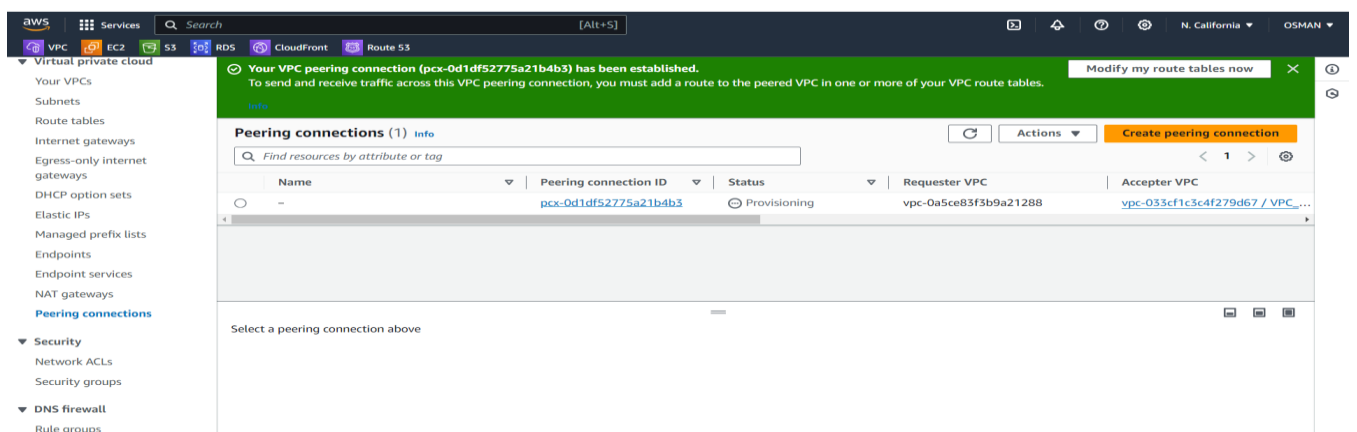 aws Services Search [Alt+S] N. California ▼ OSMAN ▼
VPC EC2 S3 RDS CloudFront Route 53
▼ Virtual private cloud
Your VPCs
Subnets
Route tables
Internet gateways
Egress-only internet
gateways
DHCP option sets
Elastic IPs
Managed prefix lists
Endpoints
Endpoint services
NAT gateways
Peering connections
▼ Security
Network ACLs
Security groups
▼ DNS firewall
Rule groups
Your VPC peering connection (pcx-0d1df52775a21b4b3) has been established.
To send and receive traffic across this VPC peering connection, you must add a route to the peered VPC in one or more of your VPC route tables.
Info
Modify my route tables now
Peering connections (1) Info
Actions ▼ Create peering connection
Find resources by attribute or tag
< 1 >
Name Peering connection ID Status Requester VPC Accepter VPC
– pcx-0d1df52775a21b4b3 Provisioning vpc-0a5ce83f3b9a21288 vpc-033cf1c3c4f279d67 / VPC_...
Select a peering connection above